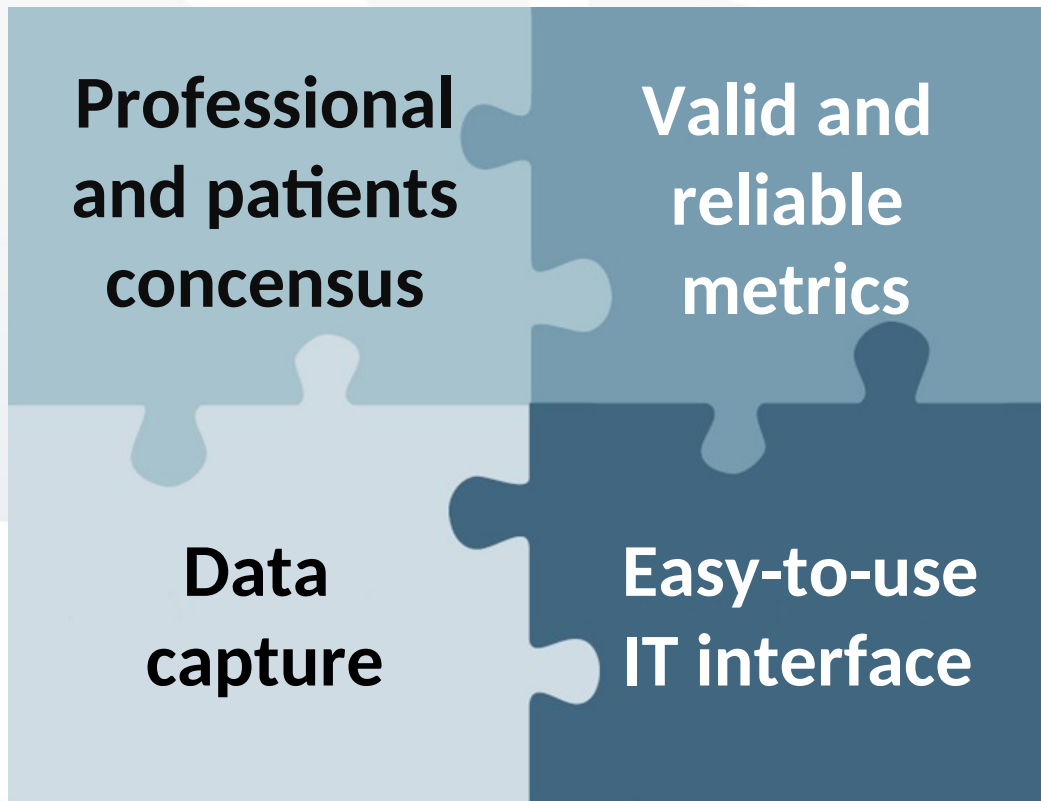 Professional
and patients
concensus
Valid and
reliable
metrics
Data
capture
Easy-to-use
IT interface